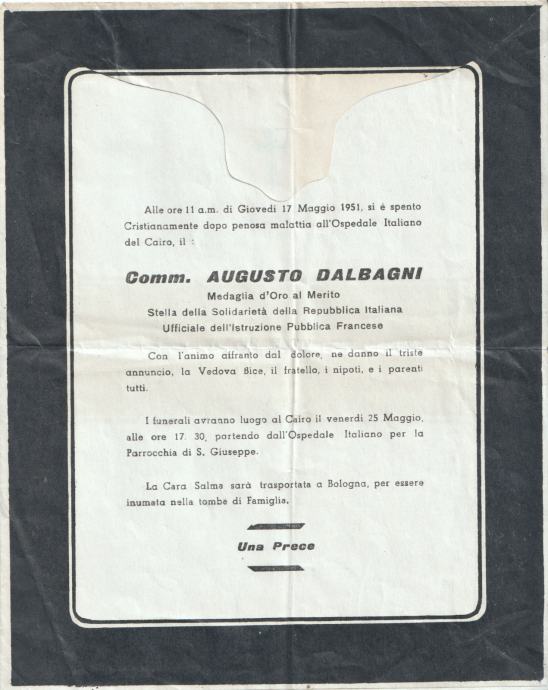 Alle ore 11 a.m. di Giovedi 17 Maggio 1951, si è spento
Cristianamente dopo penosa malattia all'Ospedale Italiano
del Cairo, il :
Comm. AUGUSTO DALBAGNI
Medaglia d'Oro al Merito
Stella della Solidarietà della Repubblica Italiana
Ufficiale dell'Istruzione Pubblica Francese
Con l'animo affranto dal dolore, ne danno il triste
annuncio, la Vedova Bice, il fratello, i nipoti, e i parenti
tutti.
I funerali avranno luogo al Cairo il venerdi 25 Maggio,
alle ore 17. 30, partendo dall'Ospedale Italiano per la
Parrocchia di S. Giuseppe.
La Cara Salma sarà trasportata a Bologna, per essere
inumata nella tomba di Famiglia.
Una Prece